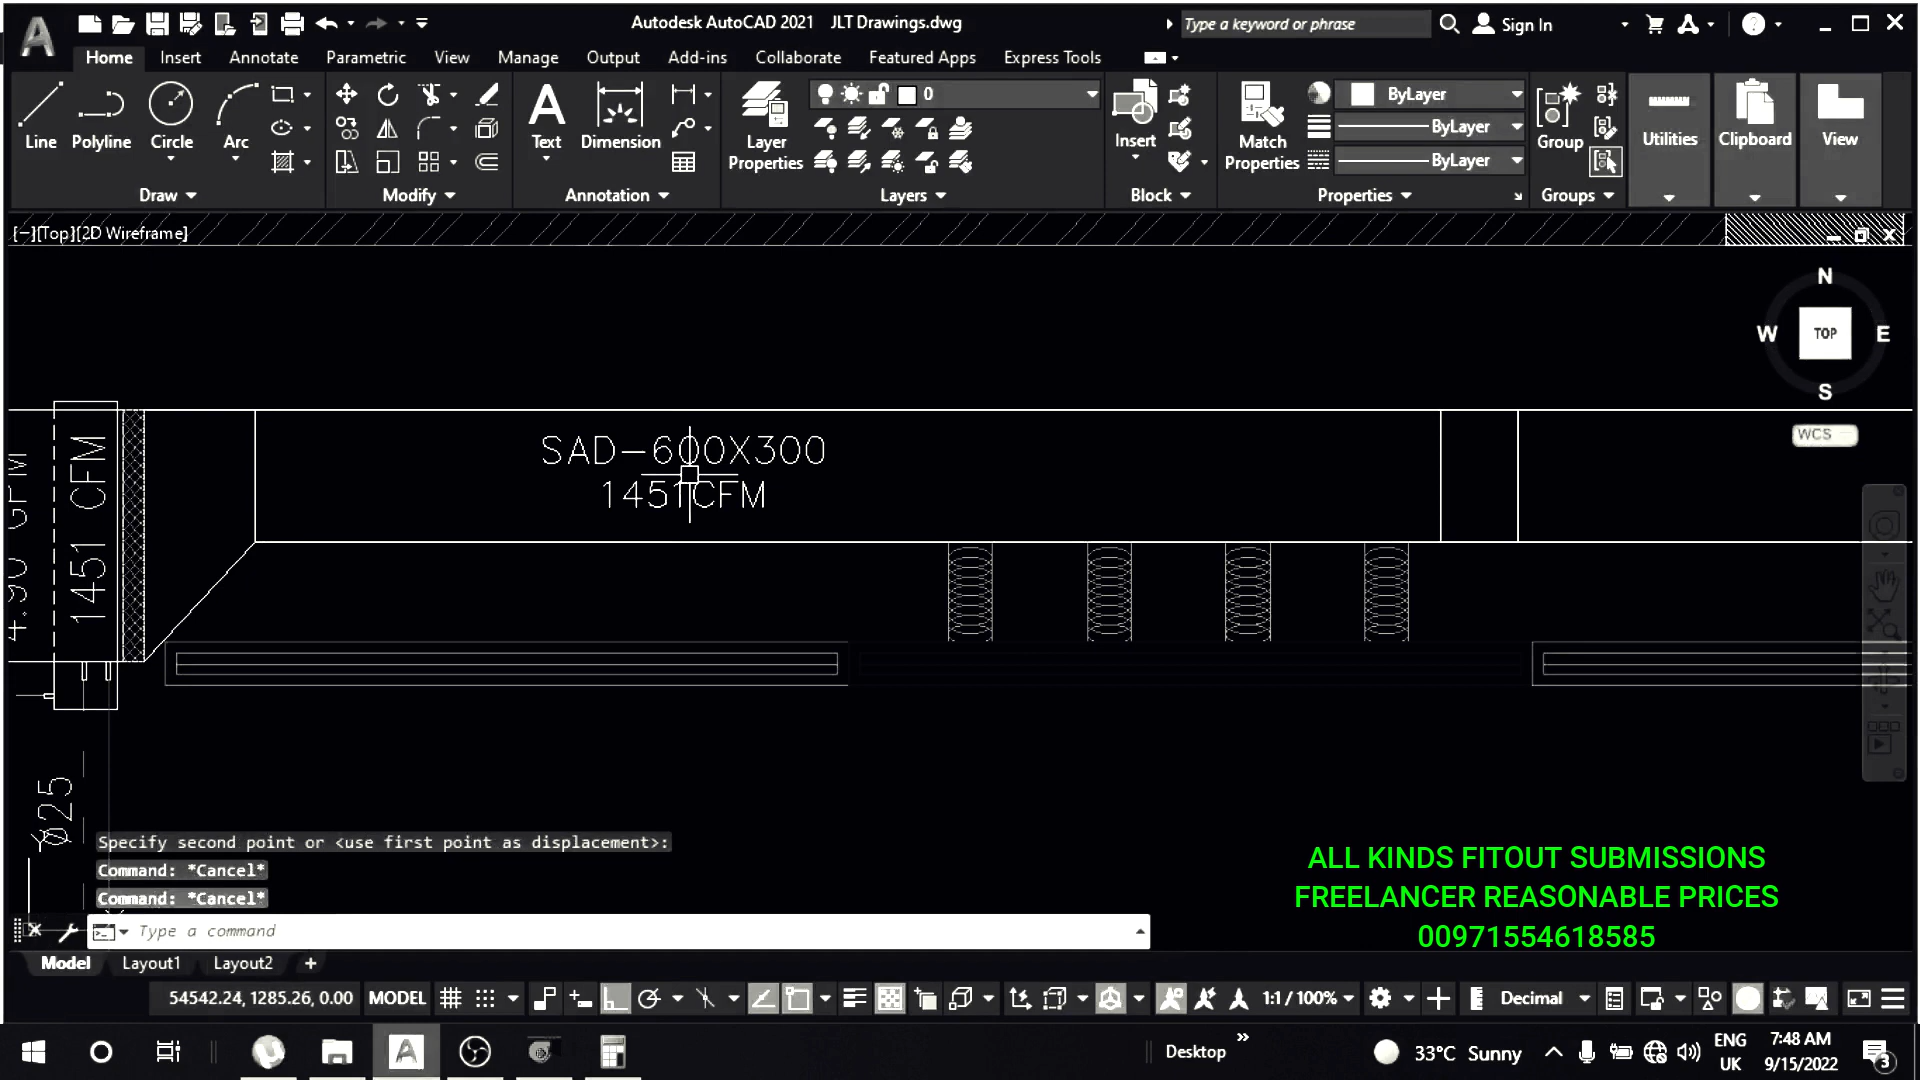 Autodesk AutoCAD 2021 JLT Drawings.dwg
Type a keyword or phrase
Sign In
Home Insert Annotate Parametric View Manage Output Add-ins Collaborate Featured Apps Express Tools
0
ByLayer
ByLayer
ByLayer
Line Polyline Circle Arc
Text Dimension
Layer Properties
Insert
Match Properties
Group
Utilities Clipboard View
Draw Modify Annotation Layers Block Properties Groups
[−][Top][2D Wireframe]
N
W TOP E
S
WCS
SAD-600X300
1451CFM
1451 CFM
Ø25
Specify second point or <use first point as displacement>:
Command: *Cancel*
Command: *Cancel*
Type a command
ALL KINDS FITOUT SUBMISSIONS
FREELANCER REASONABLE PRICES
00971554618585
Model Layout1 Layout2 +
54542.24, 1285.26, 0.00 MODEL 1:1 / 100% Decimal
Desktop
33°C Sunny
ENG
UK
7:48 AM
9/15/2022
3